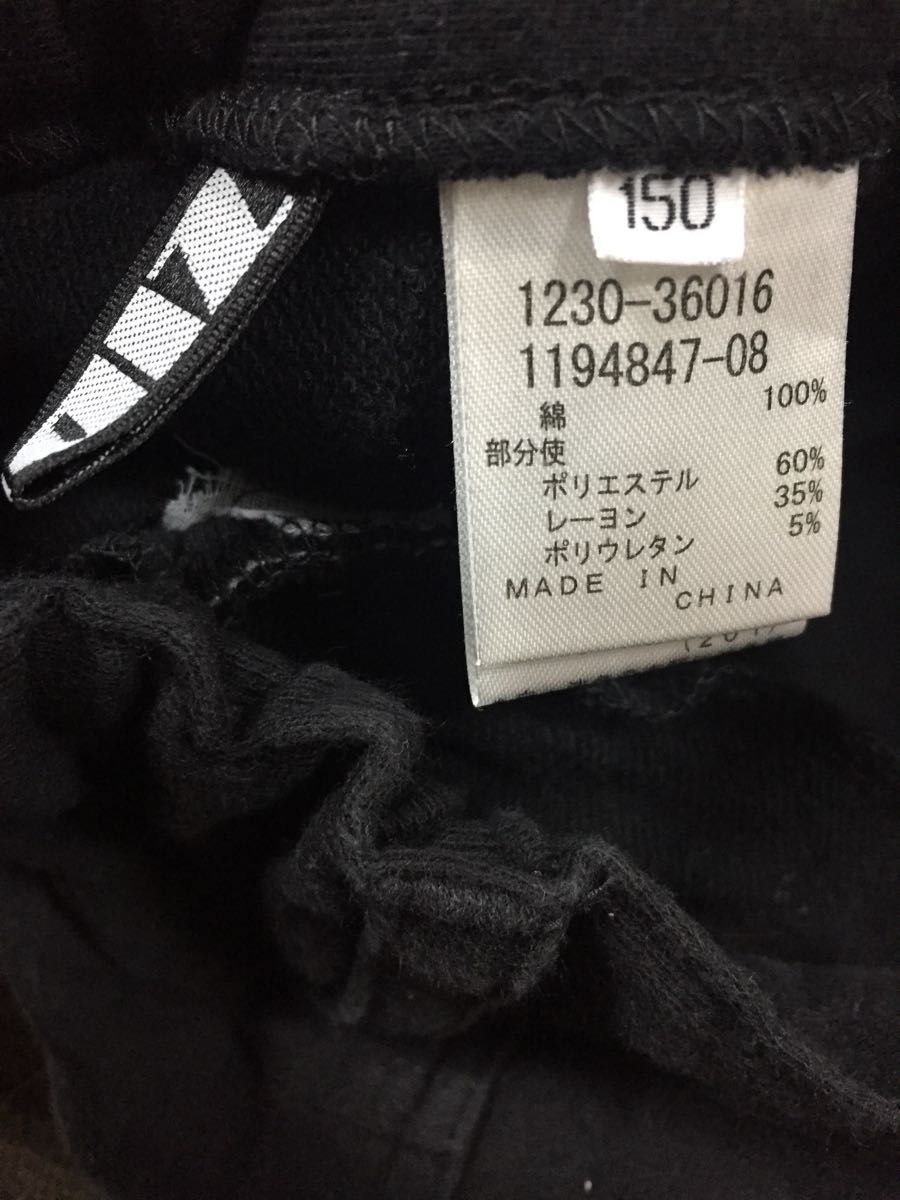 150
1230-36016
1194847-08
綿 100%
部分使
ポリエステル 60%
レーヨン 35%
ポリウレタン 5%
MADE IN
CHINA